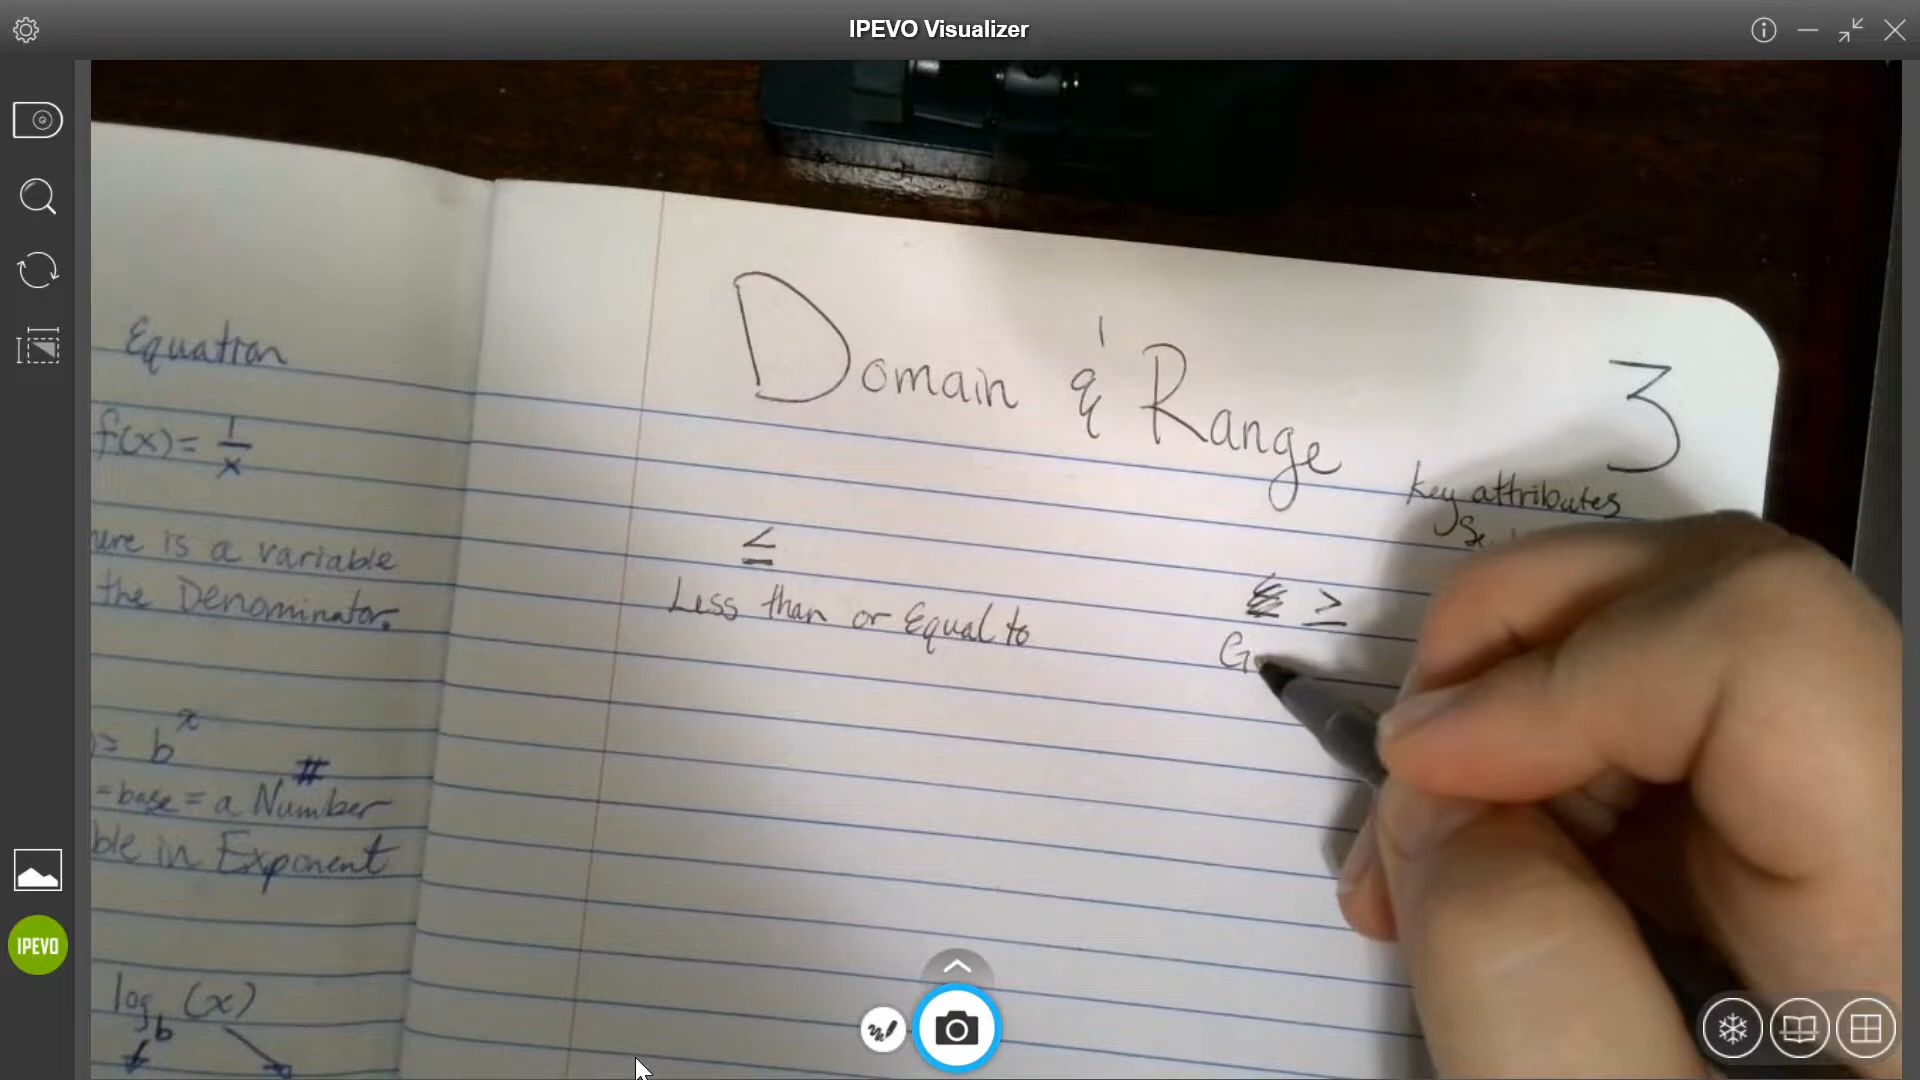 IPEVO Visualizer
Equation
f(x) = 1/x
is a variable
the Denominator.
b^x
#
= base = a Number
in Exponent
log_b (x)
Domain & Range
3
Key attributes
≤
Less than or Equal to
≥
G
IPEVO